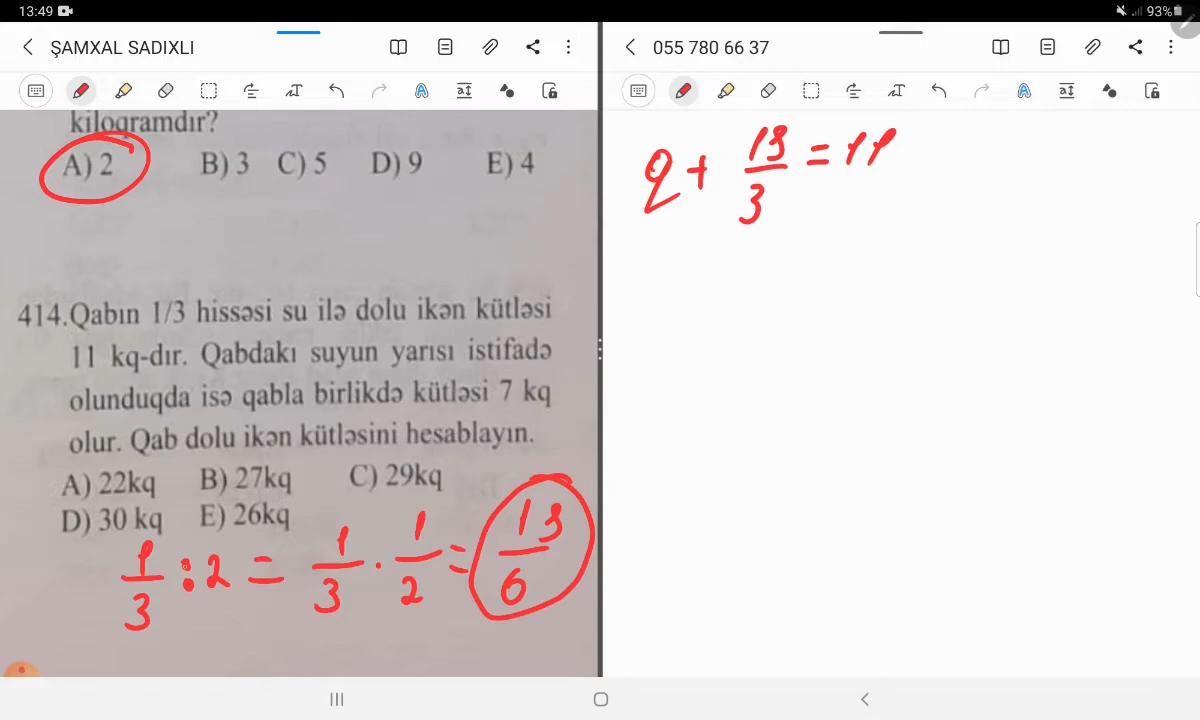 13:49
93%
ŞAMXAL SADIXLI
kiloqramdır?
A) 2 B) 3 C) 5 D) 9 E) 4
414. Qabın 1/3 hissəsi su ilə dolu ikən kütləsi
11 kq-dır. Qabdakı suyun yarısı istifadə
olunduqda isə qabla birlikdə kütləsi 7 kq
olur. Qab dolu ikən kütləsini hesablayın.
A) 22kq B) 27kq C) 29kq
D) 30 kq E) 26kq
1/3 : 2 = 1/3 · 1/2 = 1s/6
055 780 66 37
q + 1s/3 = 11